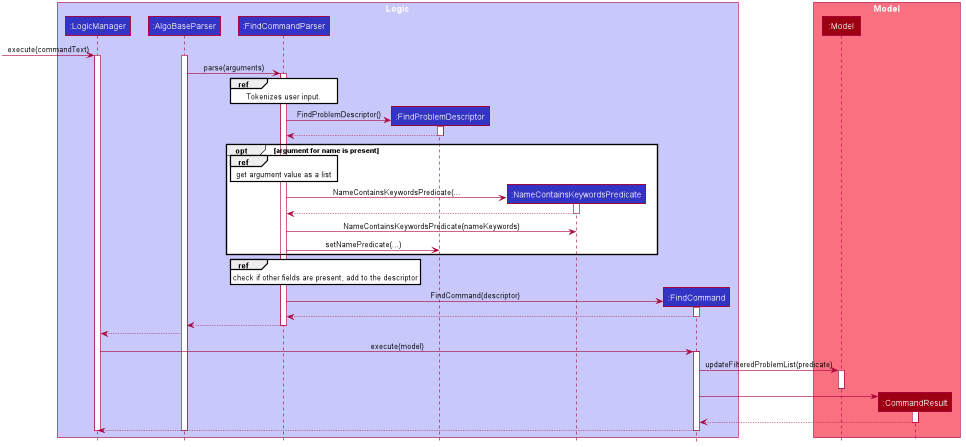 Logic
Model
:LogicManager
:AlgoBaseParser
:FindCommandParser
:Model
execute(commandText)
parse(arguments)
ref
Tokenizes user input.
FindProblemDescriptor()
:FindProblemDescriptor
opt [argument for name is present]
ref
get argument value as a list
NameContainsKeywordsPredicate(...
:NameContainsKeywordsPredicate
NameContainsKeywordsPredicate(nameKeywords)
setNamePredicate(...)
ref
check if other fields are present, add to the descriptor
FindCommand(descriptor)
:FindCommand
execute(model)
updateFilteredProblemList(predicate)
:CommandResult